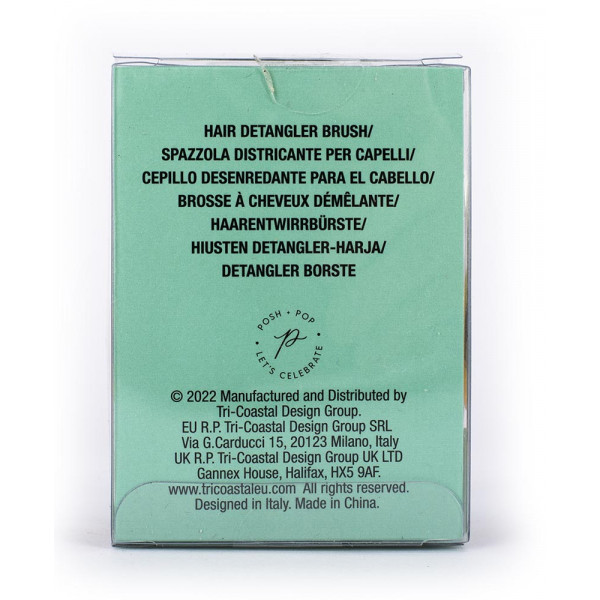 HAIR DETANGLER BRUSH/
SPAZZOLA DISTRICANTE PER CAPELLI/
CEPILLO DESENREDANTE PARA EL CABELLO/
BROSSE À CHEVEUX DÉMÊLANTE/
HAARENTWIRRBÜRSTE/
HIUSTEN DETANGLER-HARJA/
DETANGLER BORSTE
POSH + POP
p
• LET'S CELEBRATE •
© 2022 Manufactured and Distributed by
Tri-Coastal Design Group.
EU R.P. Tri-Coastal Design Group SRL
Via G.Carducci 15, 20123 Milano, Italy
UK R.P. Tri-Coastal Design Group UK LTD
Gannex House, Halifax, HX5 9AF.
www.tricoastaleu.com All rights reserved.
Designed in Italy. Made in China.